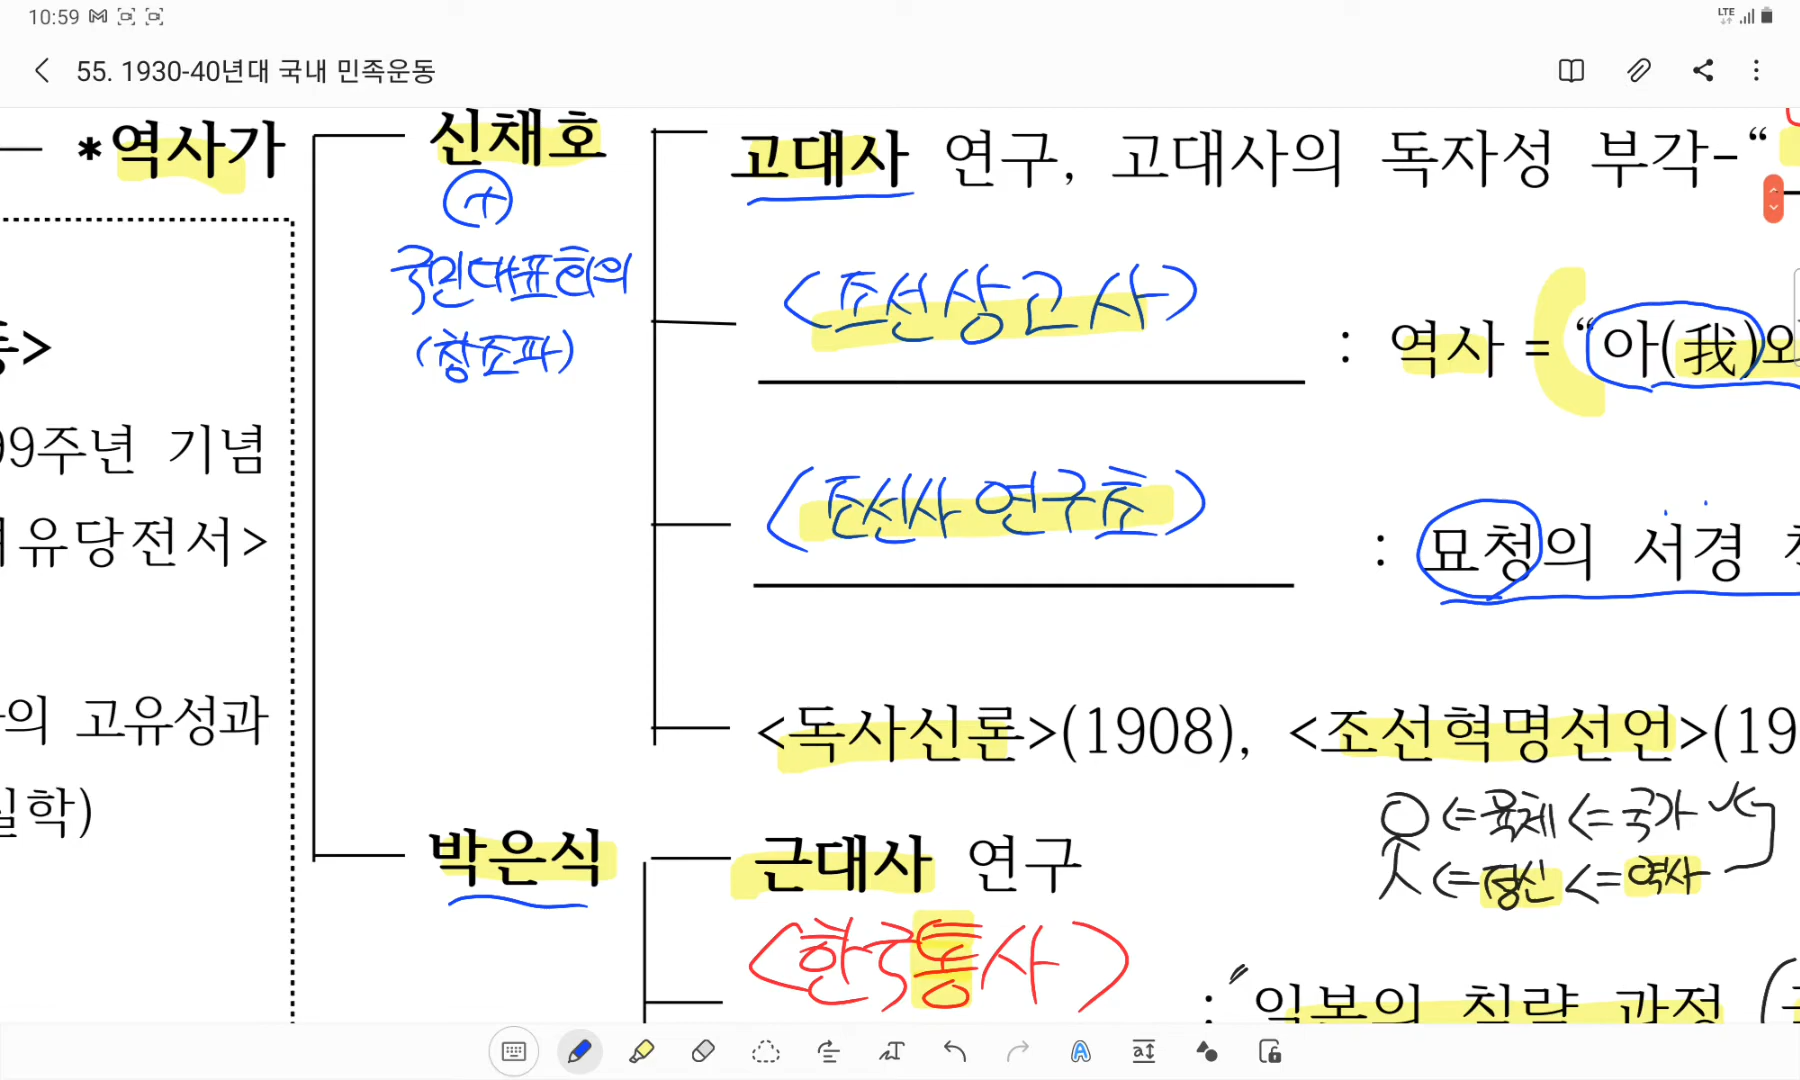 10:59
LTE
55. 1930-40년대 국내 민족운동
*역사가
신채호
고대사 연구, 고대사의 독자성 부각-“
+
국민대표회의
(창조파)
<조선상고사>
: 역사 = “아(我)와
동>
99주년 기념
<조선사 연구초>
여유당전서>
: 묘청의 서경 천
사의 고유성과
<독사신론>(1908), <조선혁명선언>(19
실학)
<=육체 <= 국가
<=정신 <= 역사
박은식
근대사 연구
<한국통사>
: "일본의 침략 과정 (